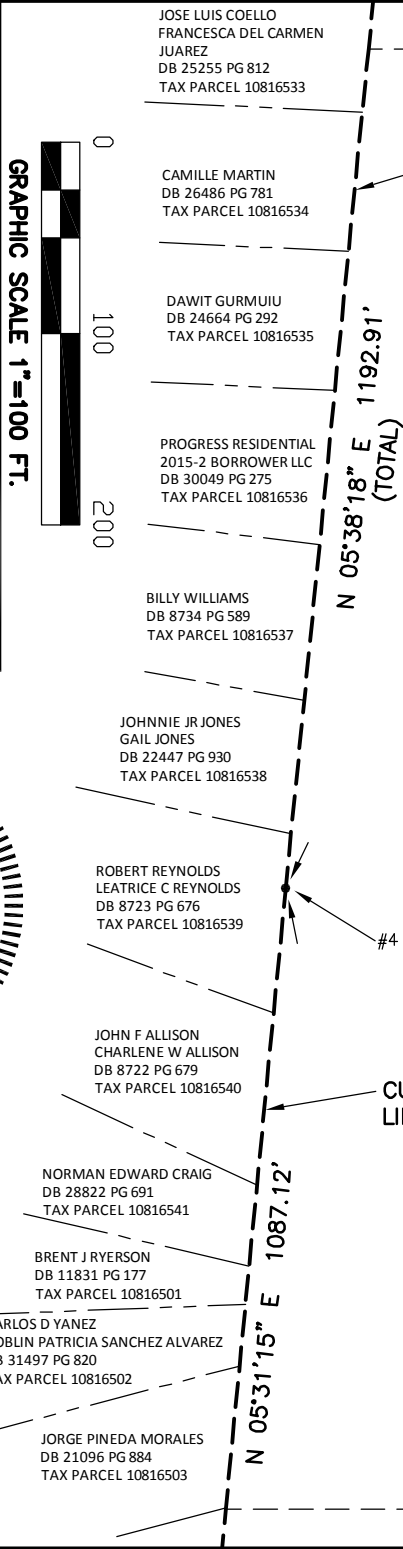 JOSE LUIS COELLO
FRANCESCA DEL CARMEN
JUAREZ
DB 25255 PG 812
TAX PARCEL 10816533
CAMILLE MARTIN
DB 26486 PG 781
TAX PARCEL 10816534
DAWIT GURMUIU
DB 24664 PG 292
TAX PARCEL 10816535
PROGRESS RESIDENTIAL
2015-2 BORROWER LLC
DB 30049 PG 275
TAX PARCEL 10816536
BILLY WILLIAMS
DB 8734 PG 589
TAX PARCEL 10816537
JOHNNIE JR JONES
GAIL JONES
DB 22447 PG 930
TAX PARCEL 10816538
ROBERT REYNOLDS
LEATRICE C REYNOLDS
DB 8723 PG 676
TAX PARCEL 10816539
JOHN F ALLISON
CHARLENE W ALLISON
DB 8722 PG 679
TAX PARCEL 10816540
NORMAN EDWARD CRAIG
DB 28822 PG 691
TAX PARCEL 10816541
BRENT J RYERSON
DB 11831 PG 177
TAX PARCEL 10816501
ARLOS D YANEZ
OBLIN PATRICIA SANCHEZ ALVAREZ
B 31497 PG 820
AX PARCEL 10816502
JORGE PINEDA MORALES
DB 21096 PG 884
TAX PARCEL 10816503
0 100 200
GRAPHIC SCALE 1"=100 FT.
N 05°38'18" E 1192.91'
(TOTAL)
#4
CU
LI
N 05°31'15" E 1087.12'